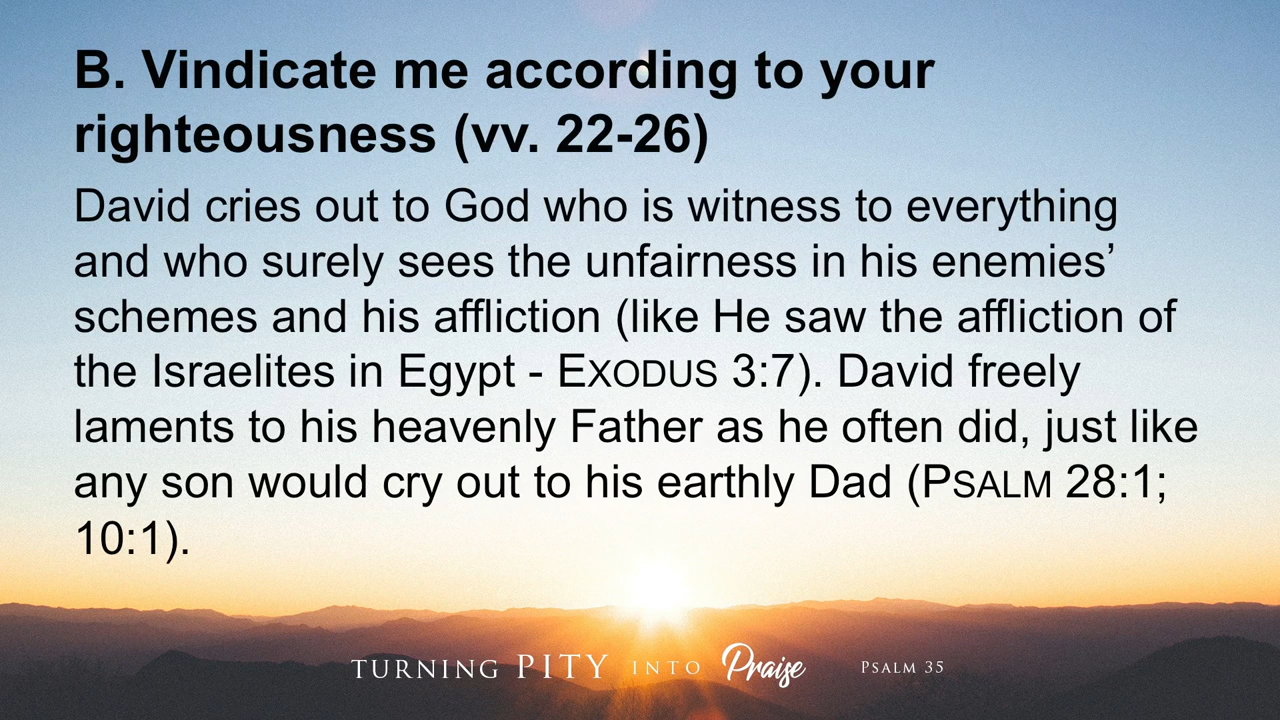 B. Vindicate me according to your
righteousness (vv. 22-26)
David cries out to God who is witness to everything
and who surely sees the unfairness in his enemies’
schemes and his affliction (like He saw the affliction of
the Israelites in Egypt - EXODUS 3:7). David freely
laments to his heavenly Father as he often did, just like
any son would cry out to his earthly Dad (PSALM 28:1;
10:1).
TURNING PITY INTO Praise PSALM 35